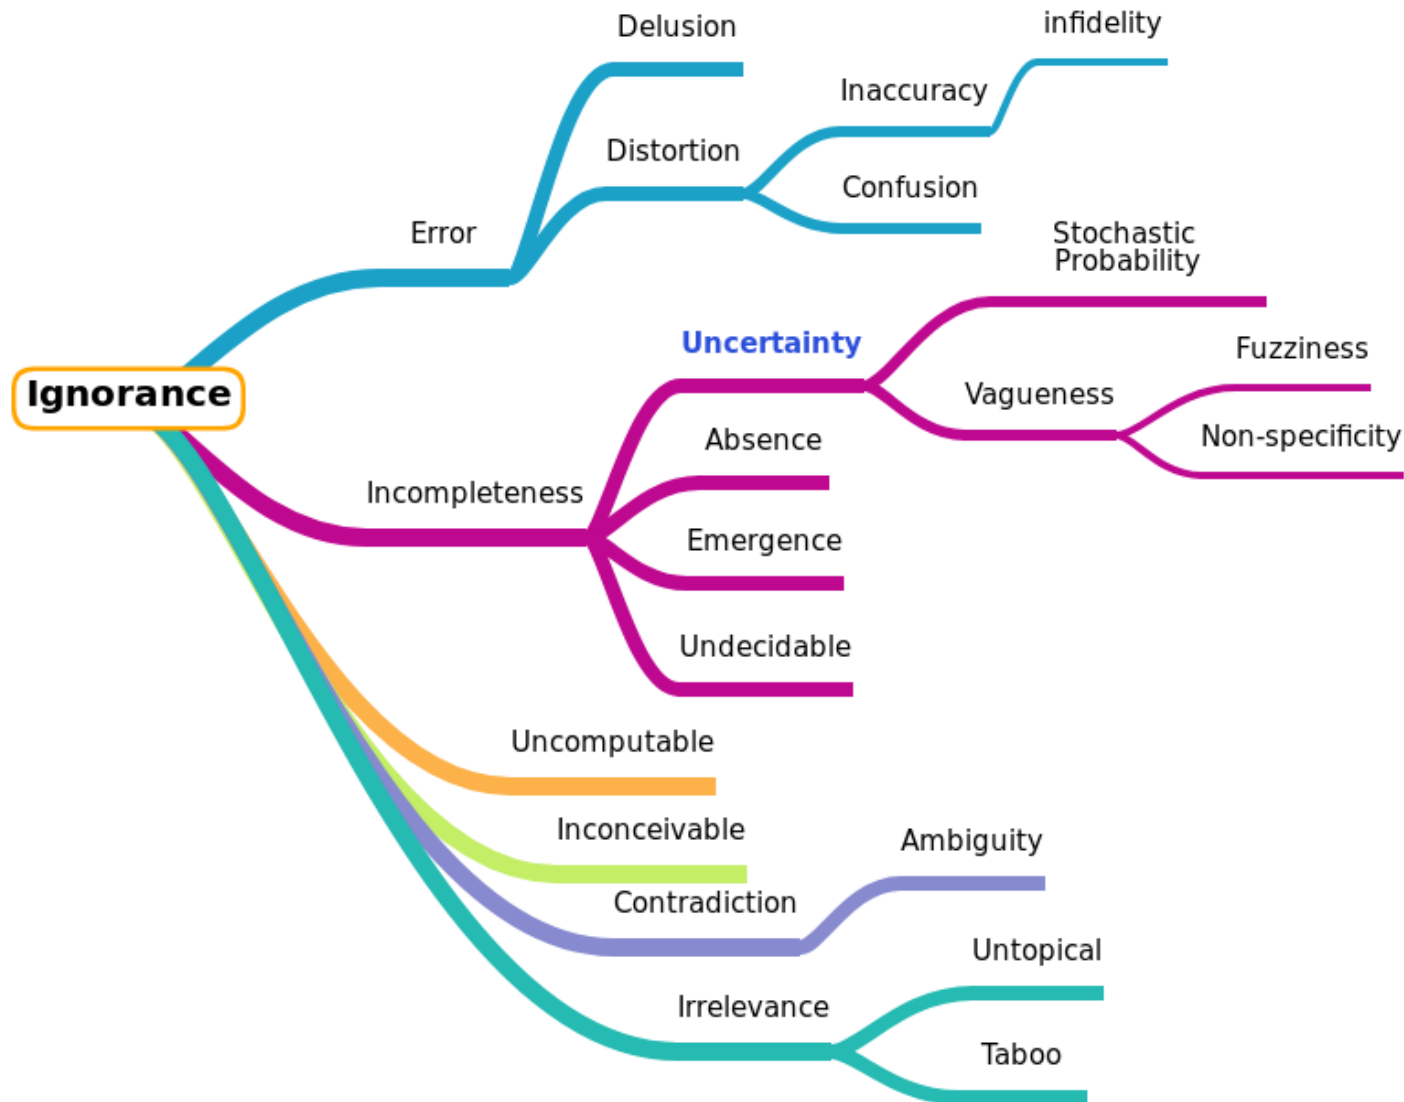 Ignorance
Error
Delusion
Distortion
Inaccuracy
infidelity
Confusion
Incompleteness
Uncertainty
Stochastic
Probability
Vagueness
Fuzziness
Non-specificity
Absence
Emergence
Undecidable
Uncomputable
Inconceivable
Contradiction
Ambiguity
Irrelevance
Untopical
Taboo